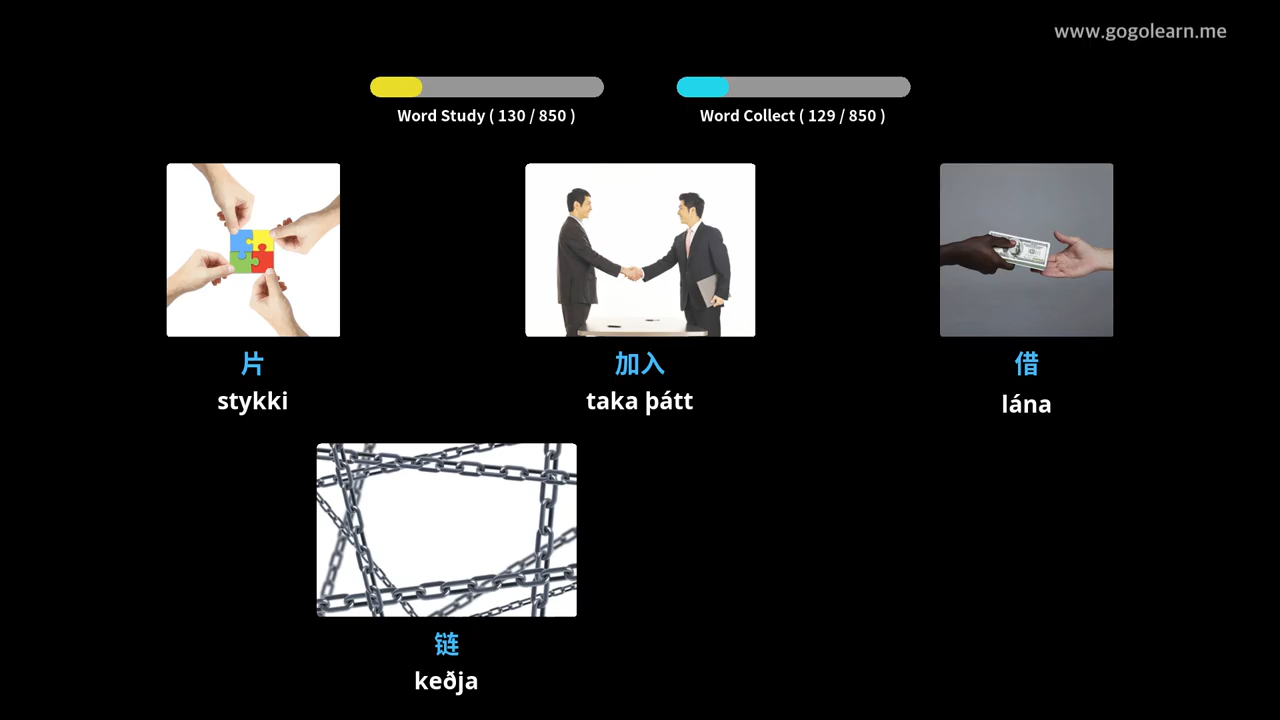 www.gogolearn.me
Word Study ( 130 / 850 )
Word Collect ( 129 / 850 )
片
stykki
加入
taka þátt
借
lána
链
keðja